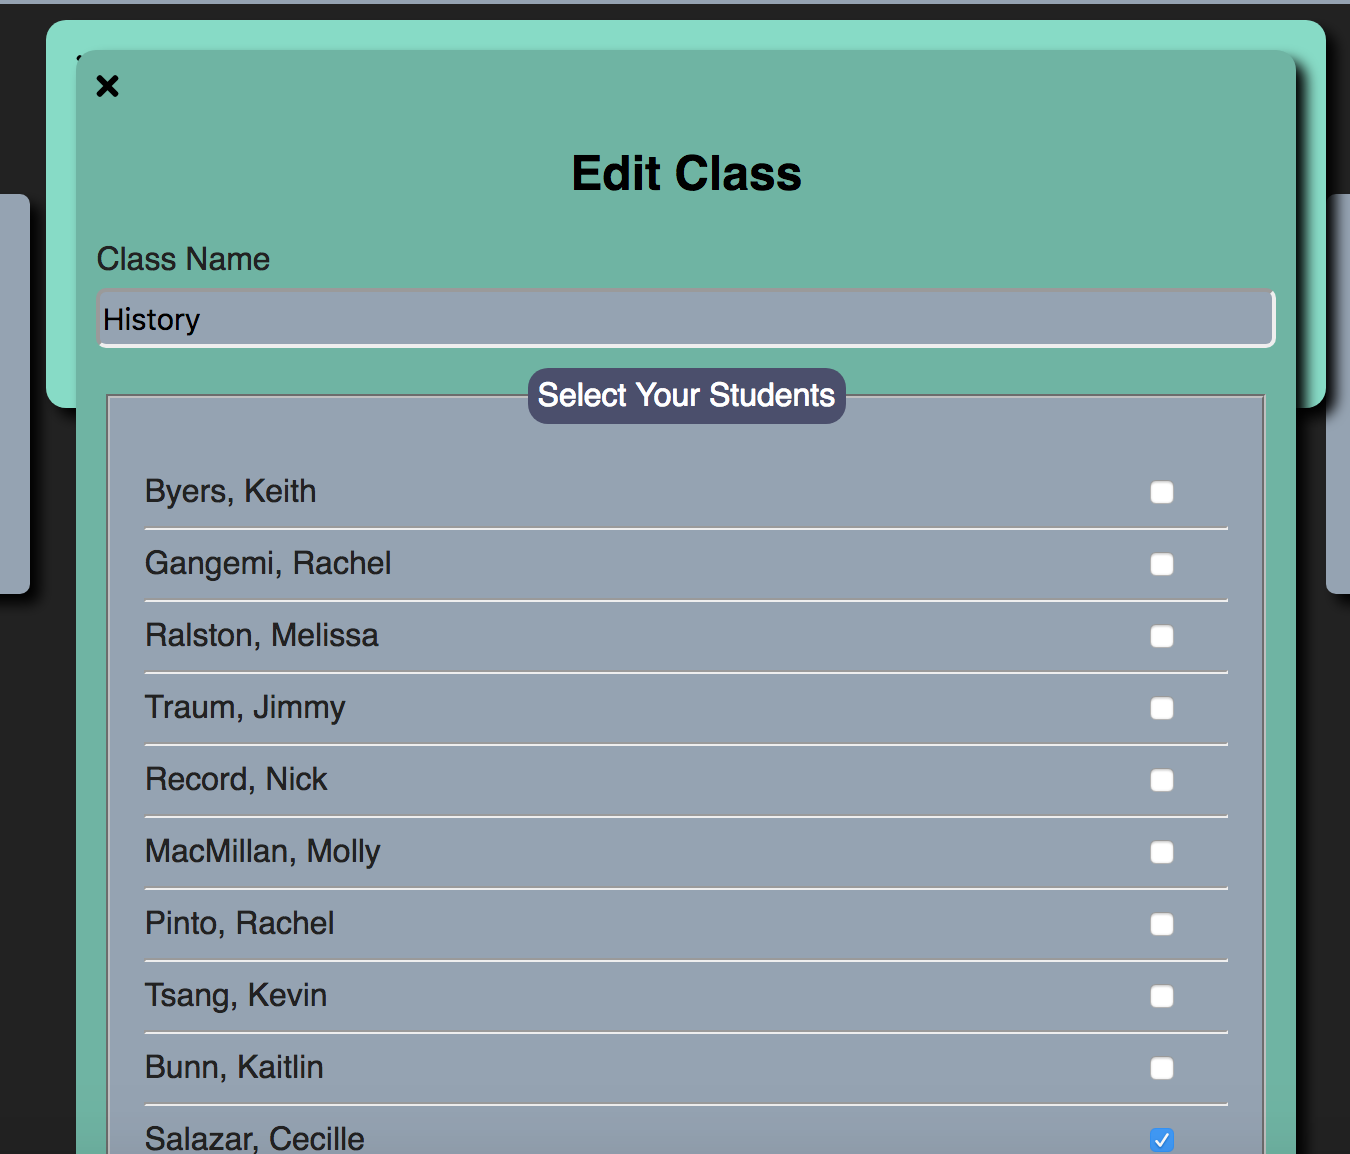 Edit Class
Class Name
History
Select Your Students
Byers, Keith
Gangemi, Rachel
Ralston, Melissa
Traum, Jimmy
Record, Nick
MacMillan, Molly
Pinto, Rachel
Tsang, Kevin
Bunn, Kaitlin
Salazar, Cecille